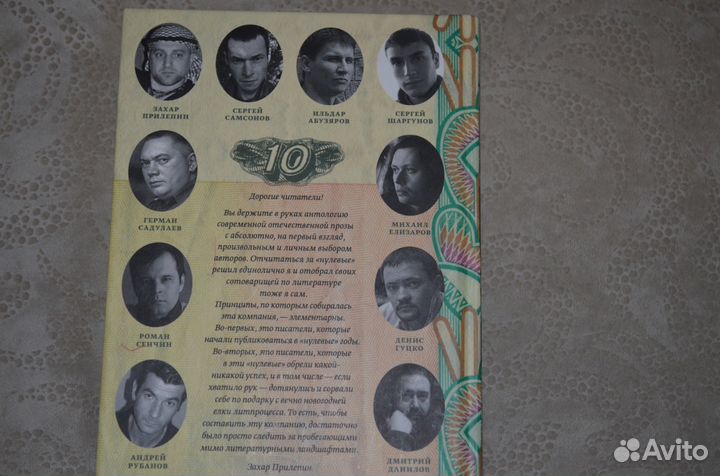 ЗАХАР
ПРИЛЕПИН
СЕРГЕЙ
САМСОНОВ
ИЛЬДАР
АБУЗЯРОВ
СЕРГЕЙ
ШАРГУНОВ
10
ГЕРМАН
САДУЛАЕВ
МИХАИЛ
ЕЛИЗАРОВ
РОМАН
СЕНЧИН
ДЕНИС
ГУЦКО
АНДРЕЙ
РУБАНОВ
ДМИТРИЙ
ДАНИЛОВ
Дорогие читатели!
Вы держите в руках антологию
современной отечественной прозы
с абсолютно, на первый взгляд,
произвольным и личным выбором
авторов. Отчитаться за «нулевые»
решил единолично я и отобрал своих
сотоварищей по литературе
тоже я сам.
Принципы, по которым собиралась
эта компания, — элементарны.
Во-первых, это писатели, которые
начали публиковаться в «нулевые» годы.
Во-вторых, это писатели, которые
в эти «нулевые» обрели какой-
никакой успех, и в том числе — если
хватило рук — дотянулись и сорвали
себе по подарку с вечно новогодней
елки литпроцесса. То есть, чтобы
составить эту компанию, достаточно
было просто следить за пробегающими
мимо литературными ландшафтами.
Захар Прилепин
Avito